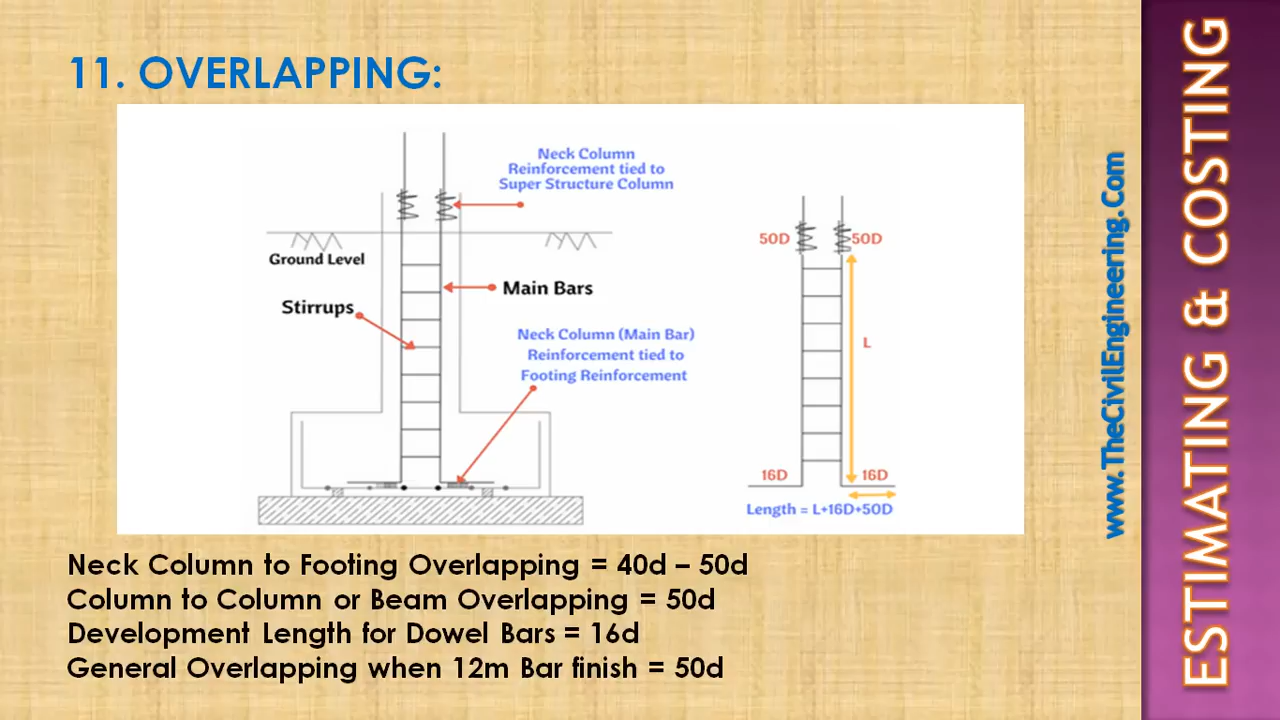 11. OVERLAPPING:
Neck Column
Reinforcement tied to
Super Structure Column
Ground Level
Main Bars
Stirrups
Neck Column (Main Bar)
Reinforcement tied to
Footing Reinforcement
50D
50D
L
16D
16D
Length = L+16D+50D
Neck Column to Footing Overlapping = 40d – 50d
Column to Column or Beam Overlapping = 50d
Development Length for Dowel Bars = 16d
General Overlapping when 12m Bar finish = 50d
www.TheCivilEngineering.Com
ESTIMATING & COSTING